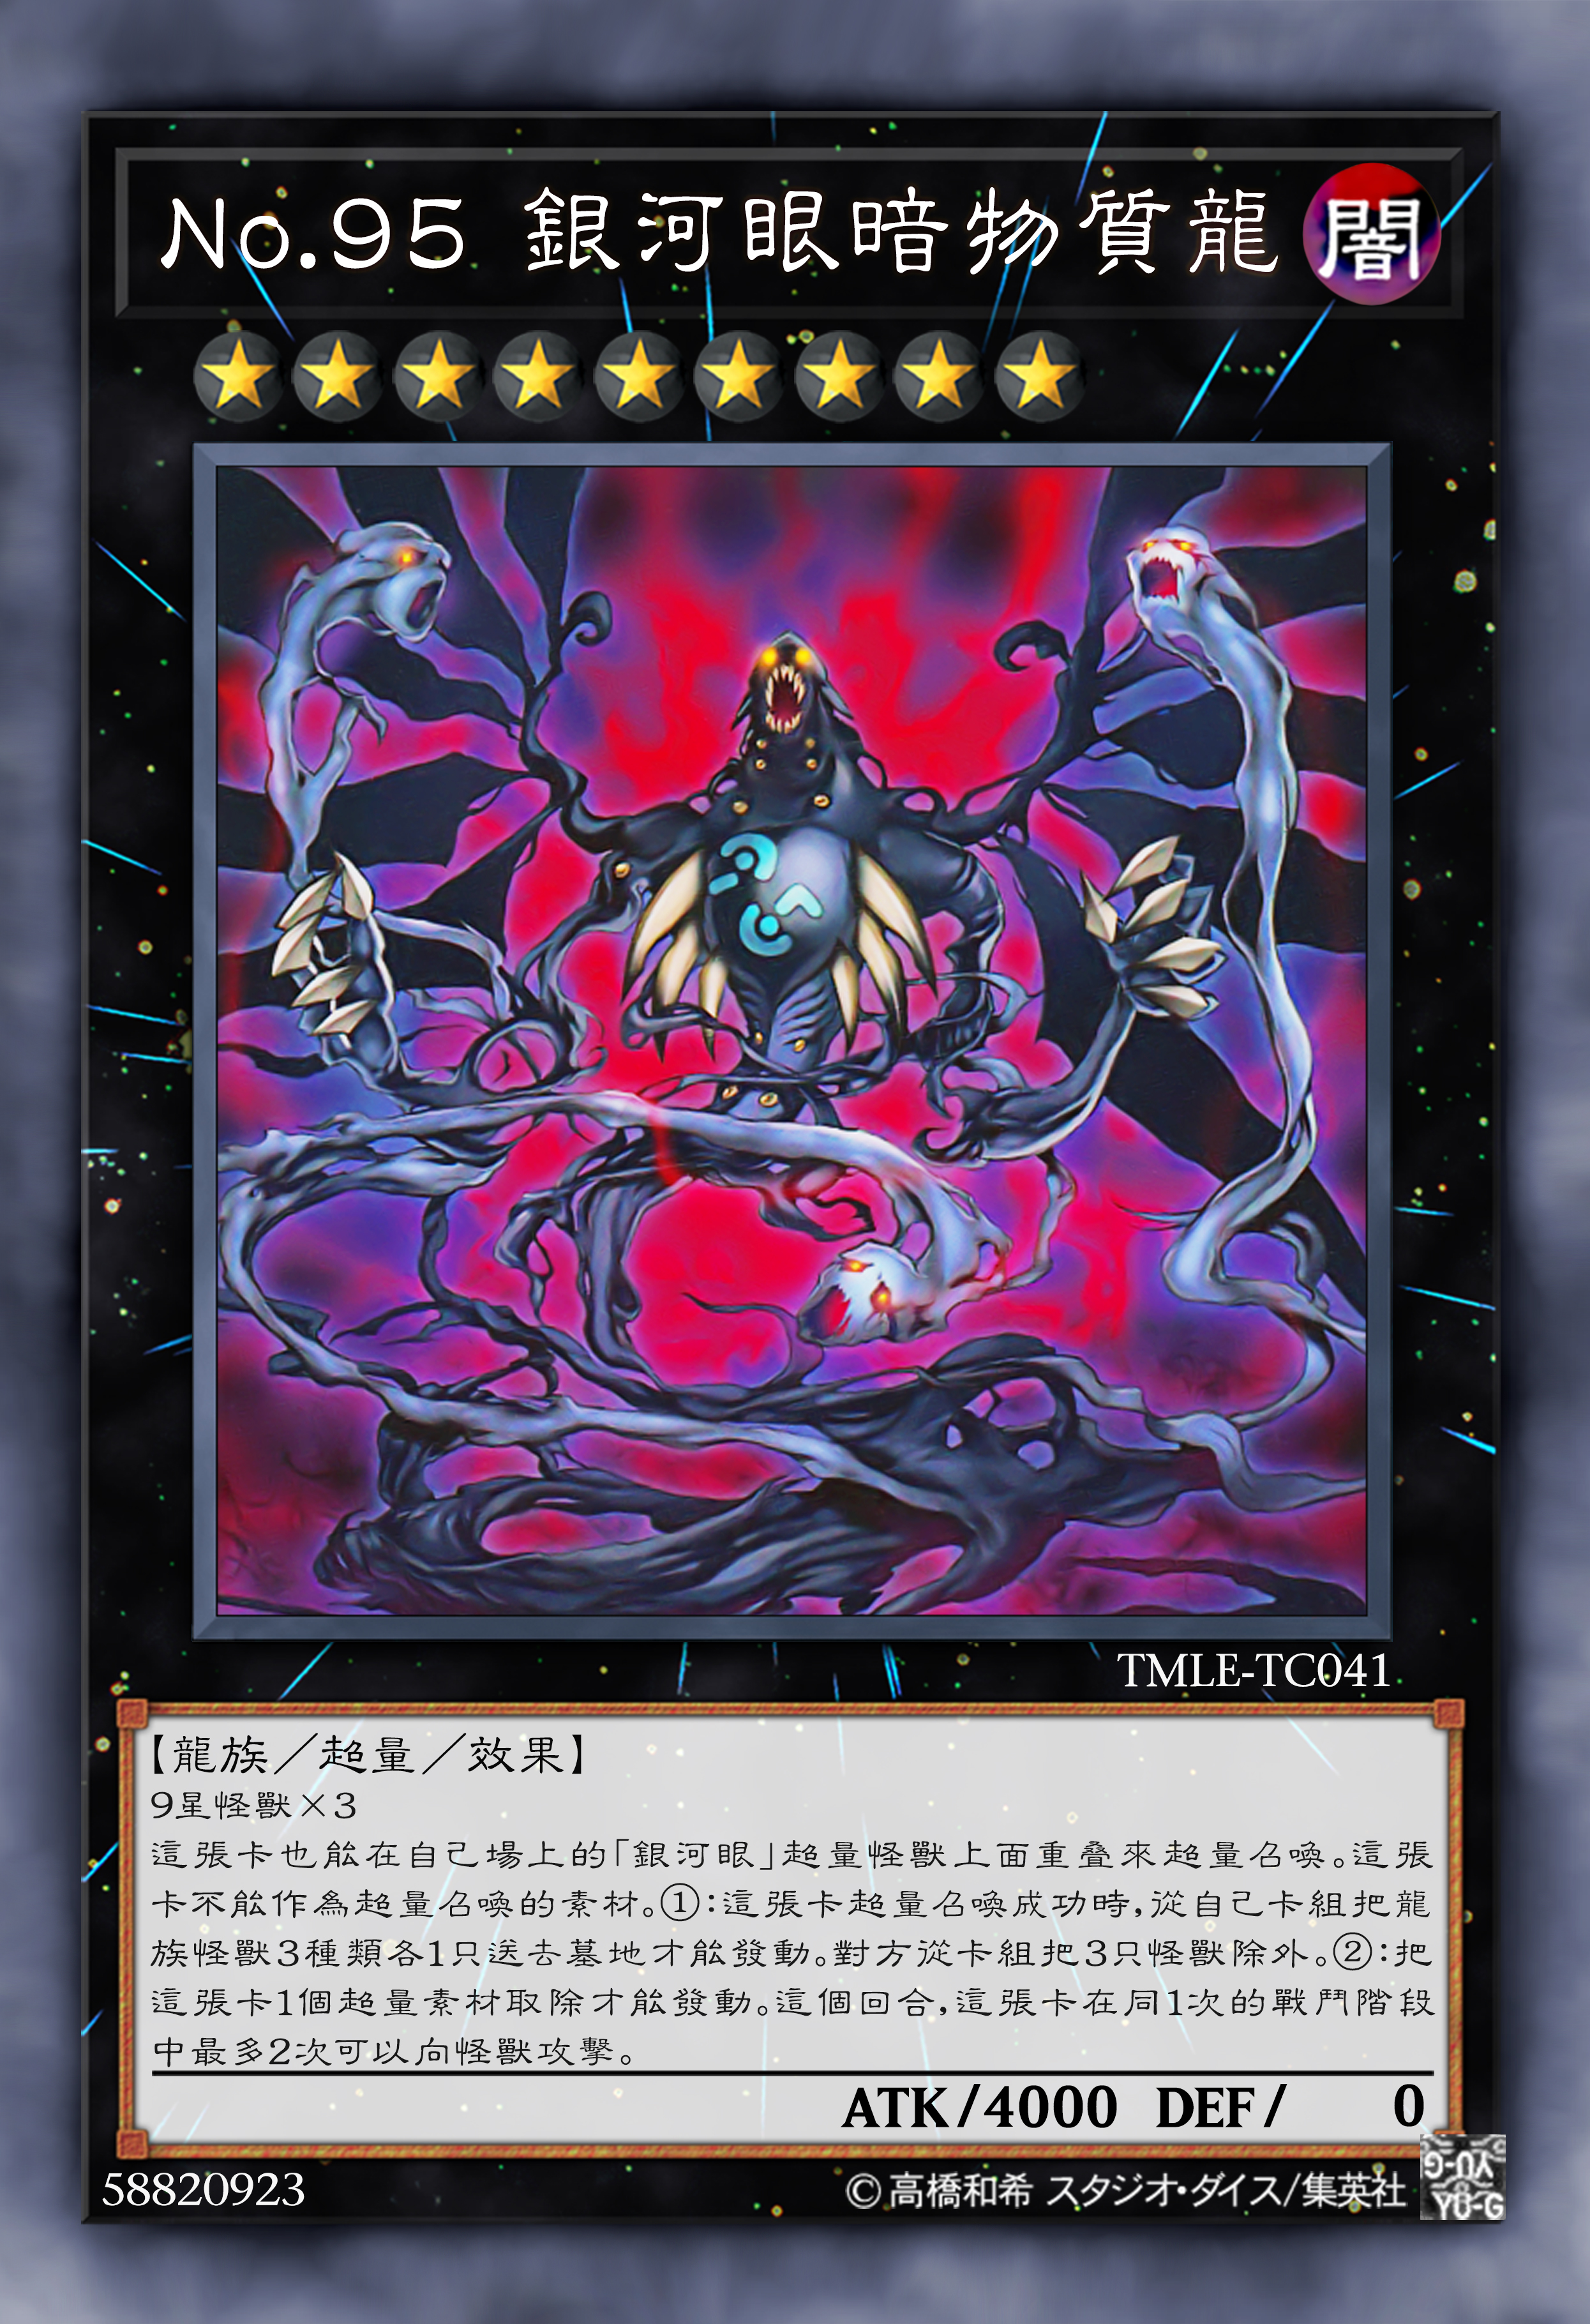 No.95 銀河眼暗物質龍 闇
TMLE-TC041
【龍族／超量／效果】
9星怪獸×3
這張卡也能在自己場上的「銀河眼」超量怪獸上面重疊來超量召喚。這張
卡不能作為超量召喚的素材。①：這張卡超量召喚成功時，從自己卡組把龍
族怪獸3種類各1只送去墓地才能發動。對方從卡組把3只怪獸除外。②：把
這張卡1個超量素材取除才能發動。這個回合，這張卡在同1次的戰鬥階段
中最多2次可以向怪獸攻擊。
ATK/4000 DEF/ 0
58820923
©高橋和希 スタジオ・ダイス/集英社